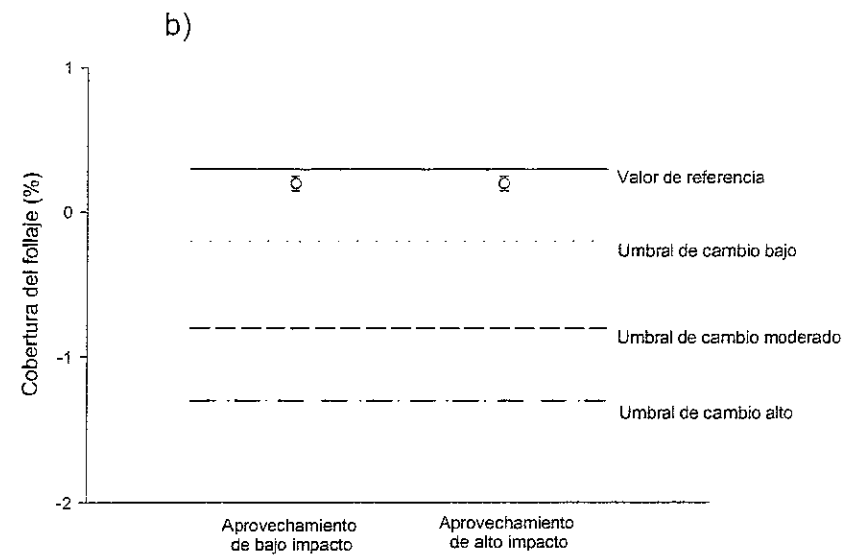 b)
1
Cobertura del follaje (%)
Valor de referencia
0
Umbral de cambio bajo
Umbral de cambio moderado
-1
Umbral de cambio alto
-2
Aprovechamiento
de bajo impacto
Aprovechamiento
de alto impacto